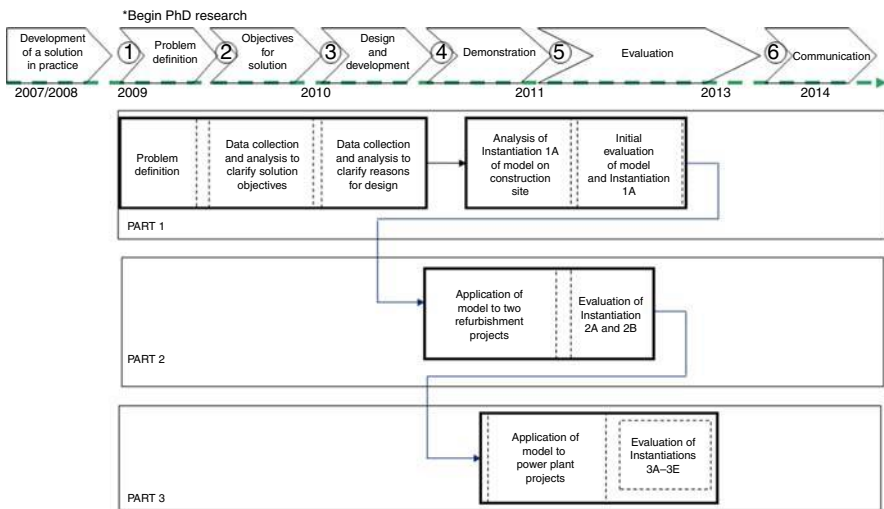 *Begin PhD research
Development
of a solution
in practice
1
Problem
definition
2
Objectives
for
solution
3
Design
and
development
4
Demonstration
5
Evaluation
6
Communication
2007/2008
2009
2010
2011
2013
2014
Problem
definition
Data collection
and analysis to
clarify solution
objectives
Data collection
and analysis to
clarify reasons
for design
Analysis of
Instantiation 1A
of model on
construction
site
Initial
evaluation
of model
and Instantiation
1A
PART 1
Application of
model to two
refurbishment
projects
Evaluation of
Instantiation
2A and 2B
PART 2
Application of
model to
power plant
projects
Evaluation of
Instantiations
3A–3E
PART 3